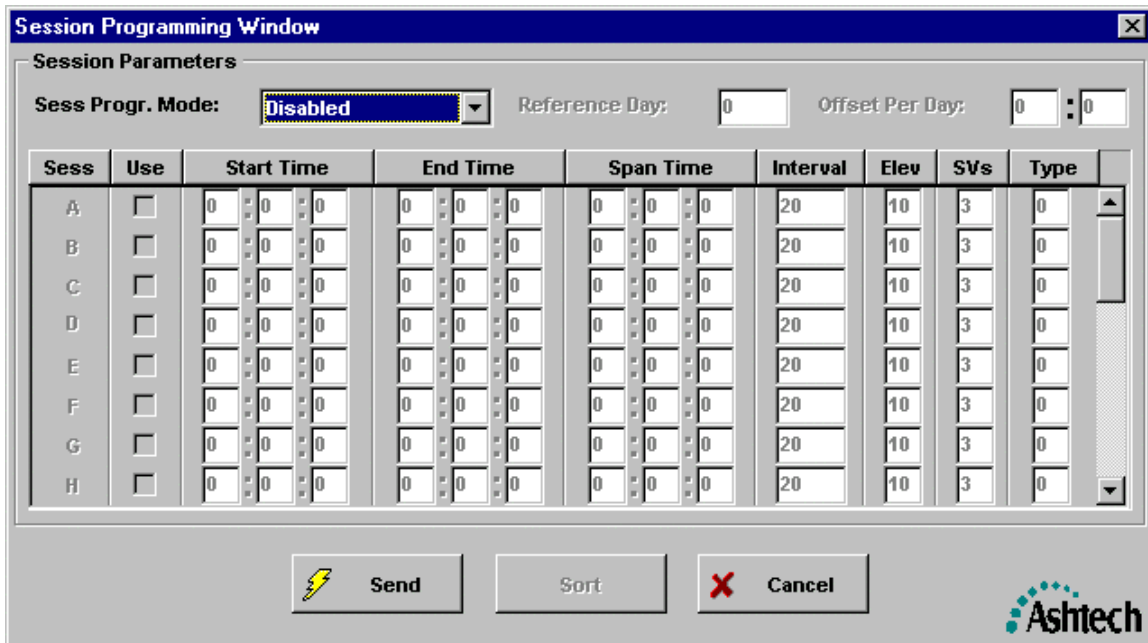 Session Programming Window
Session Parameters
Sess Progr. Mode: Disabled Reference Day: 0 Offset Per Day: 0 : 0
Sess Use Start Time End Time Span Time Interval Elev SVs Type
A 0 : 0 : 0 0 : 0 : 0 0 : 0 : 0 20 10 3 0
B 0 : 0 : 0 0 : 0 : 0 0 : 0 : 0 20 10 3 0
C 0 : 0 : 0 0 : 0 : 0 0 : 0 : 0 20 10 3 0
D 0 : 0 : 0 0 : 0 : 0 0 : 0 : 0 20 10 3 0
E 0 : 0 : 0 0 : 0 : 0 0 : 0 : 0 20 10 3 0
F 0 : 0 : 0 0 : 0 : 0 0 : 0 : 0 20 10 3 0
G 0 : 0 : 0 0 : 0 : 0 0 : 0 : 0 20 10 3 0
H 0 : 0 : 0 0 : 0 : 0 0 : 0 : 0 20 10 3 0
Send Sort Cancel
Ashtech